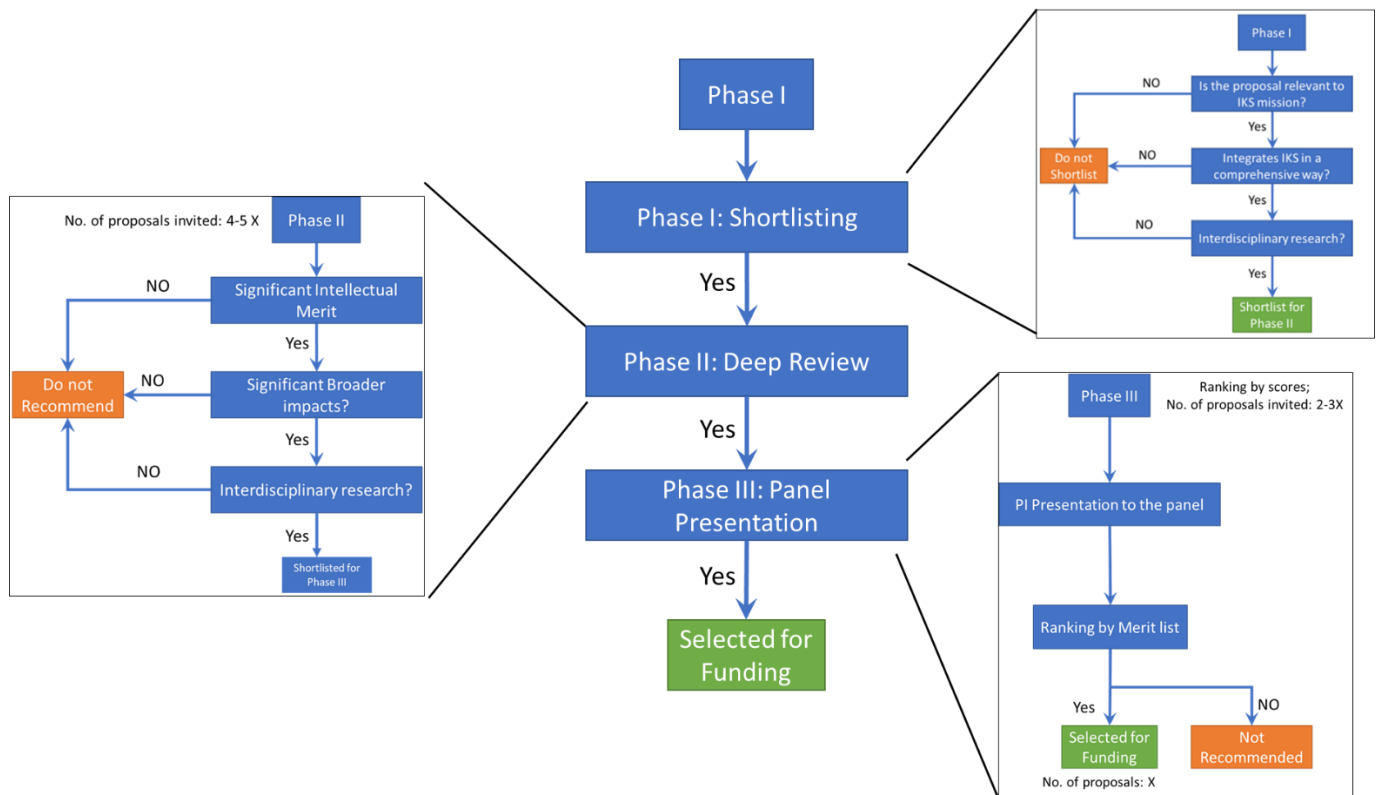 Phase I
Phase I: Shortlisting
Yes
Phase II: Deep Review
Yes
Phase III: Panel
Presentation
Yes
Selected for
Funding
Phase I
NO
Is the proposal relevant to
IKS mission?
Yes
Do not
Shortlist
NO
Integrates IKS in a
comprehensive way?
Yes
NO
Interdisciplinary research?
Yes
Shortlist for
Phase II
No. of proposals invited: 4-5 X
Phase II
NO
Significant Intellectual
Merit
Yes
Do not
Recommend
NO
Significant Broader
impacts?
Yes
NO
Interdisciplinary research?
Yes
Shortlisted for
Phase III
Phase III
Ranking by scores;
No. of proposals invited: 2-3X
PI Presentation to the panel
Ranking by Merit list
Yes
NO
Selected for
Funding
Not
Recommended
No. of proposals: X